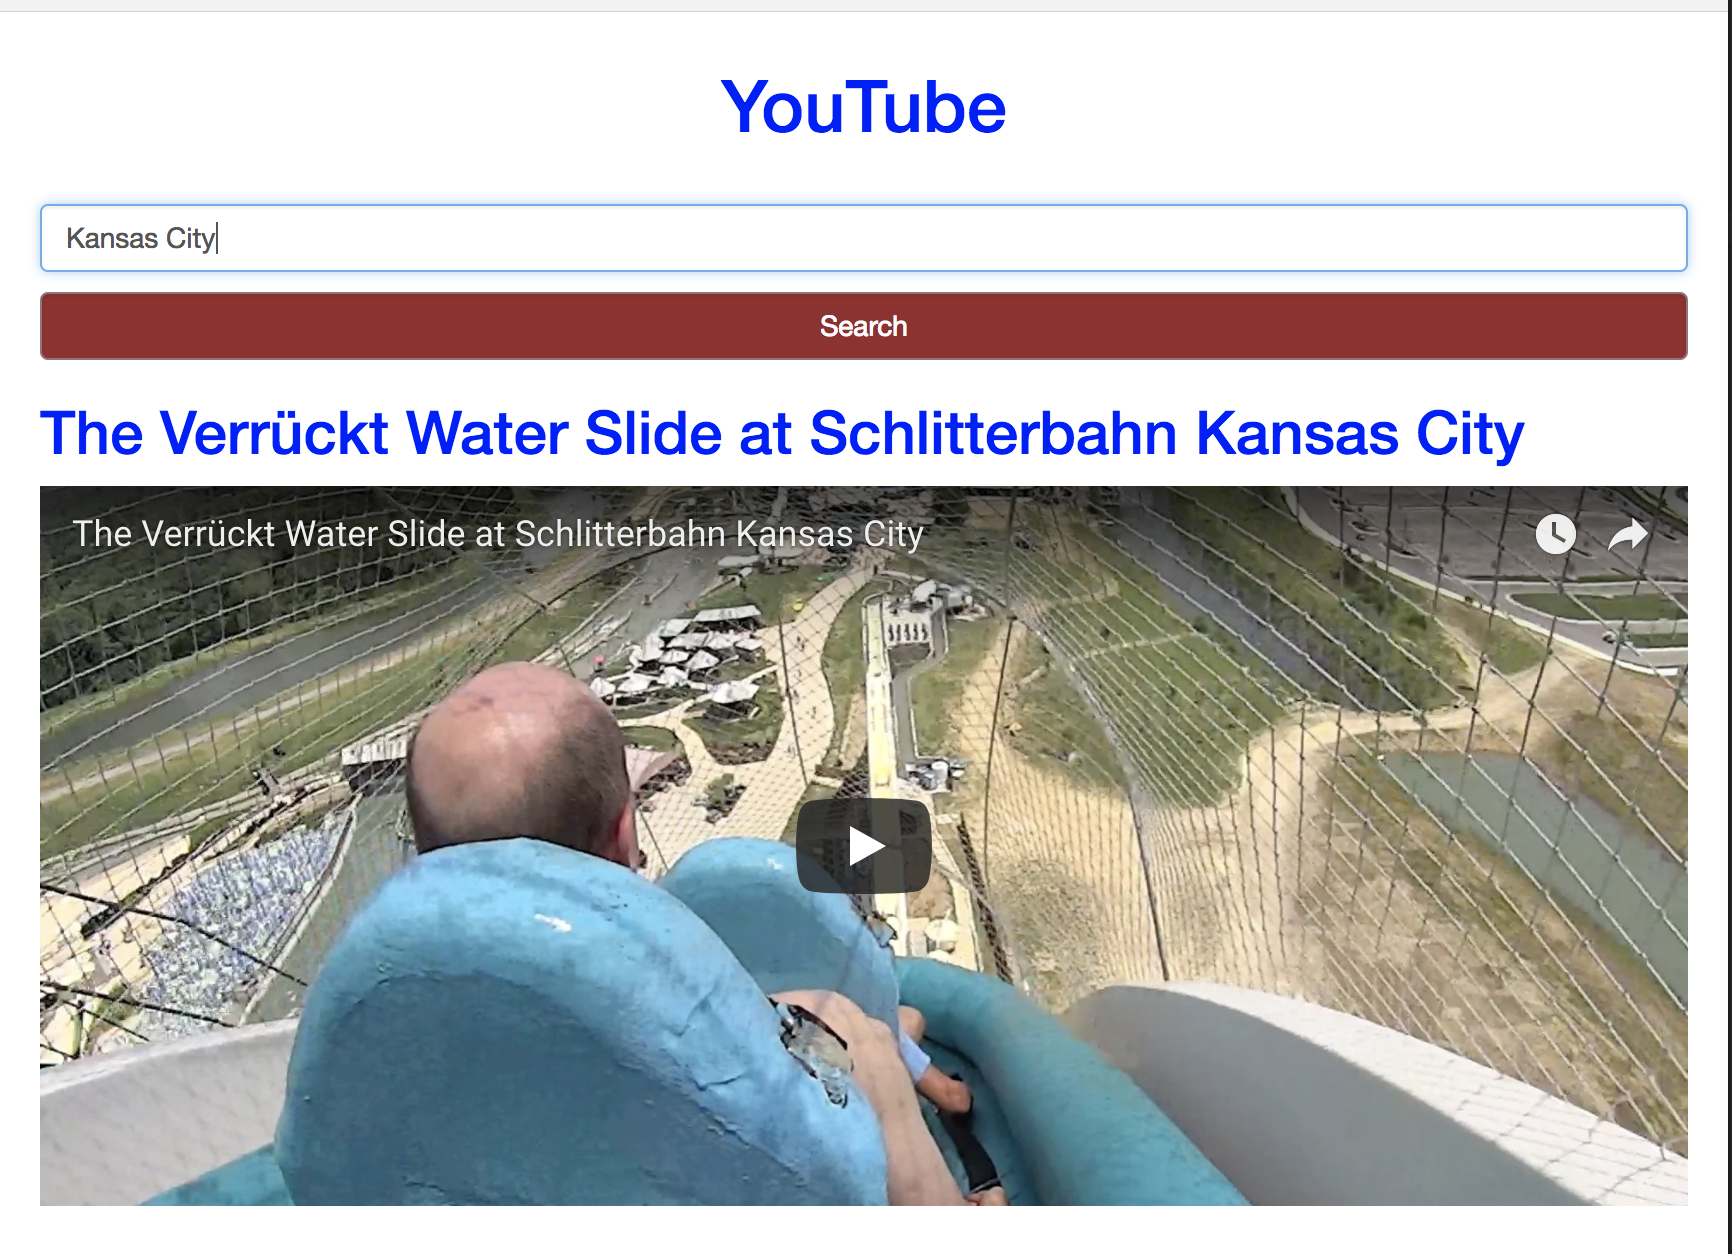 YouTube
Kansas City
Search
The Verrückt Water Slide at Schlitterbahn Kansas City
The Verrückt Water Slide at Schlitterbahn Kansas City